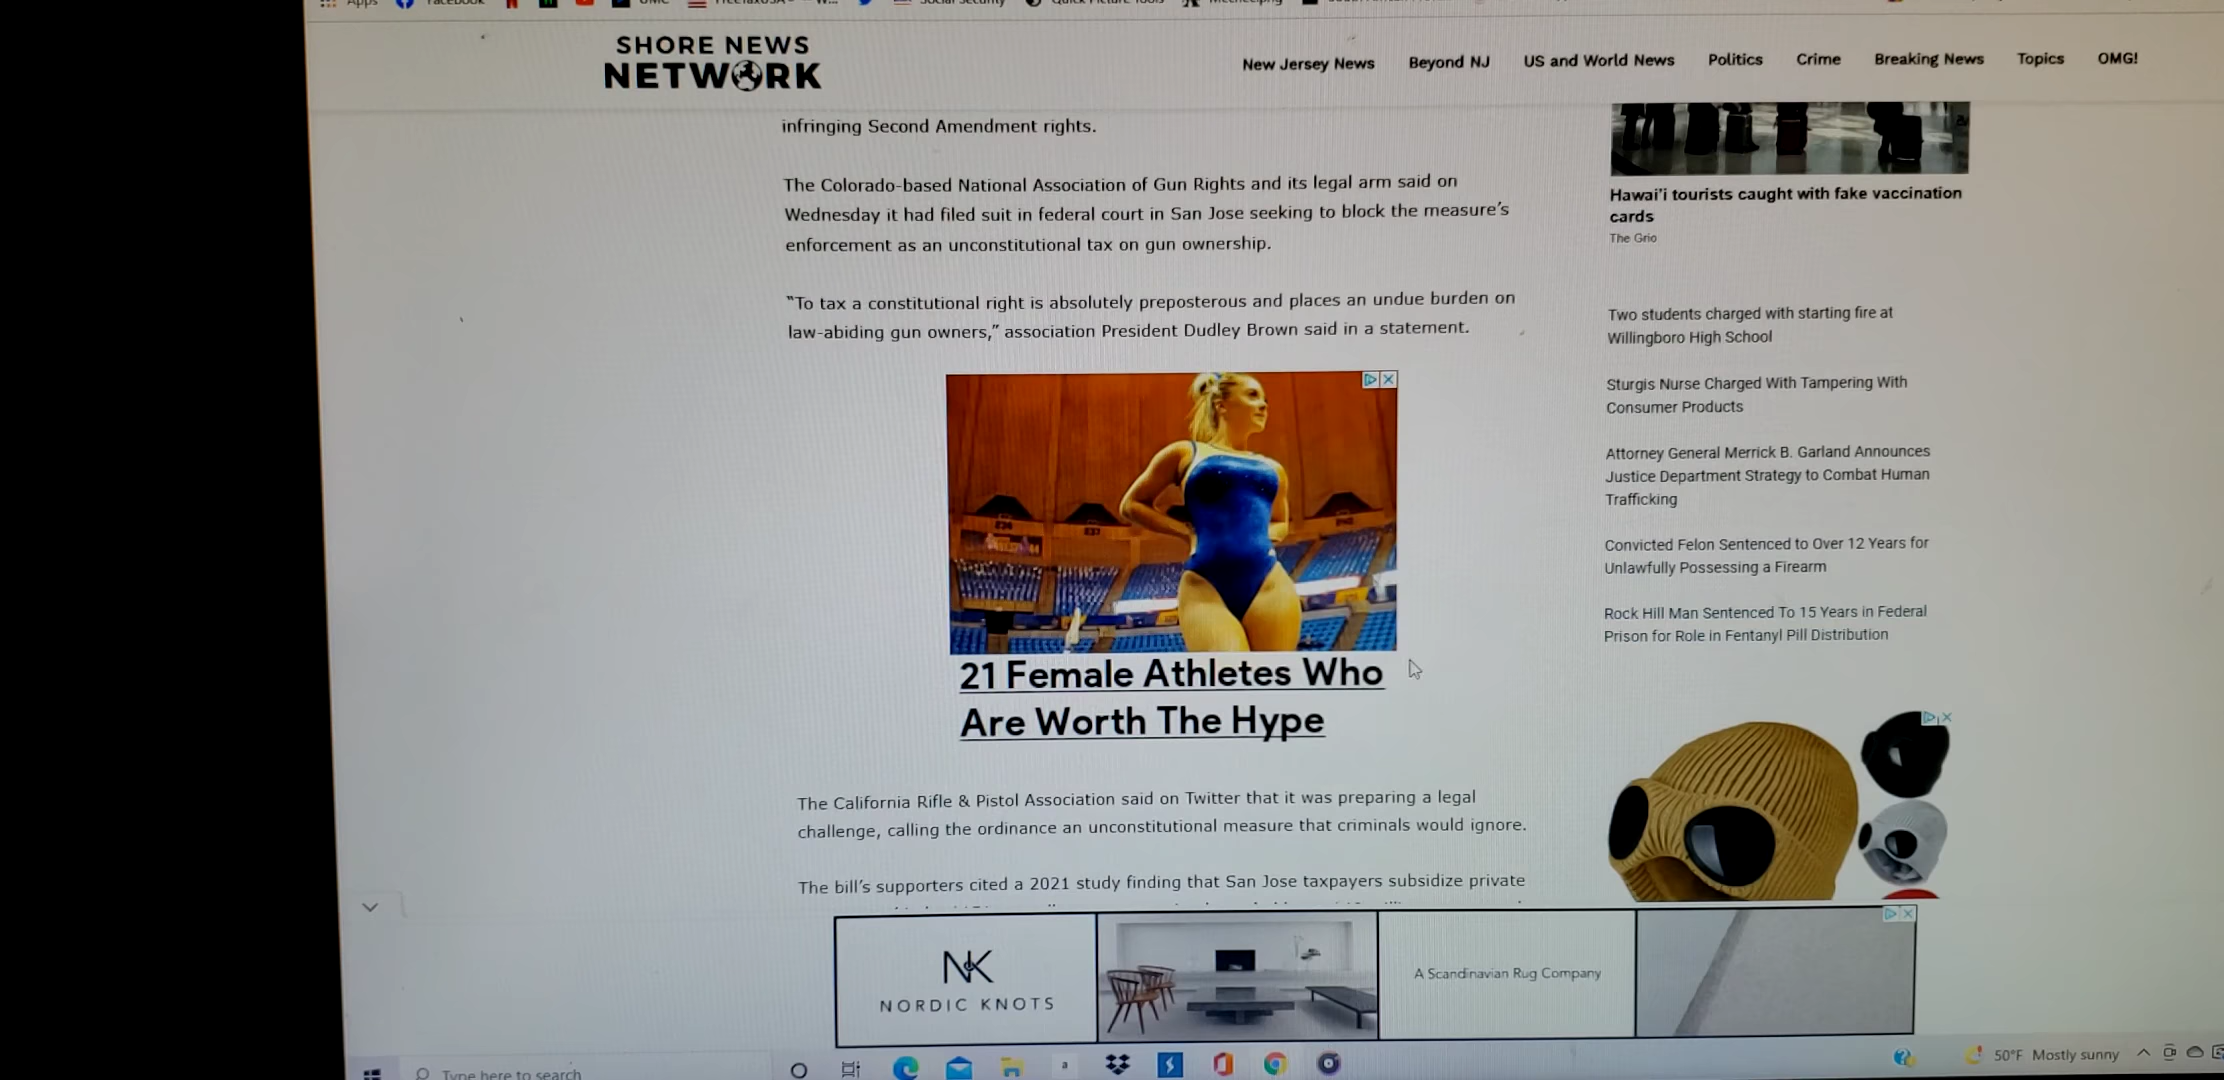 Apps
Facebook
Social Security
Quick Picture Tools
SHORE NEWS
NETWORK
New Jersey News
Beyond NJ
US and World News
Politics
Crime
Breaking News
Topics
OMG!
infringing Second Amendment rights.
The Colorado-based National Association of Gun Rights and its legal arm said on
Wednesday it had filed suit in federal court in San Jose seeking to block the measure’s
enforcement as an unconstitutional tax on gun ownership.
“To tax a constitutional right is absolutely preposterous and places an undue burden on
law-abiding gun owners,” association President Dudley Brown said in a statement.
21 Female Athletes Who
Are Worth The Hype
The California Rifle & Pistol Association said on Twitter that it was preparing a legal
challenge, calling the ordinance an unconstitutional measure that criminals would ignore.
The bill’s supporters cited a 2021 study finding that San Jose taxpayers subsidize private
Hawai’i tourists caught with fake vaccination
cards
The Grio
Two students charged with starting fire at
Willingboro High School
Sturgis Nurse Charged With Tampering With
Consumer Products
Attorney General Merrick B. Garland Announces
Justice Department Strategy to Combat Human
Trafficking
Convicted Felon Sentenced to Over 12 Years for
Unlawfully Possessing a Firearm
Rock Hill Man Sentenced To 15 Years in Federal
Prison for Role in Fentanyl Pill Distribution
NK
NORDIC KNOTS
A Scandinavian Rug Company
Type here to search
a
50°F Mostly sunny